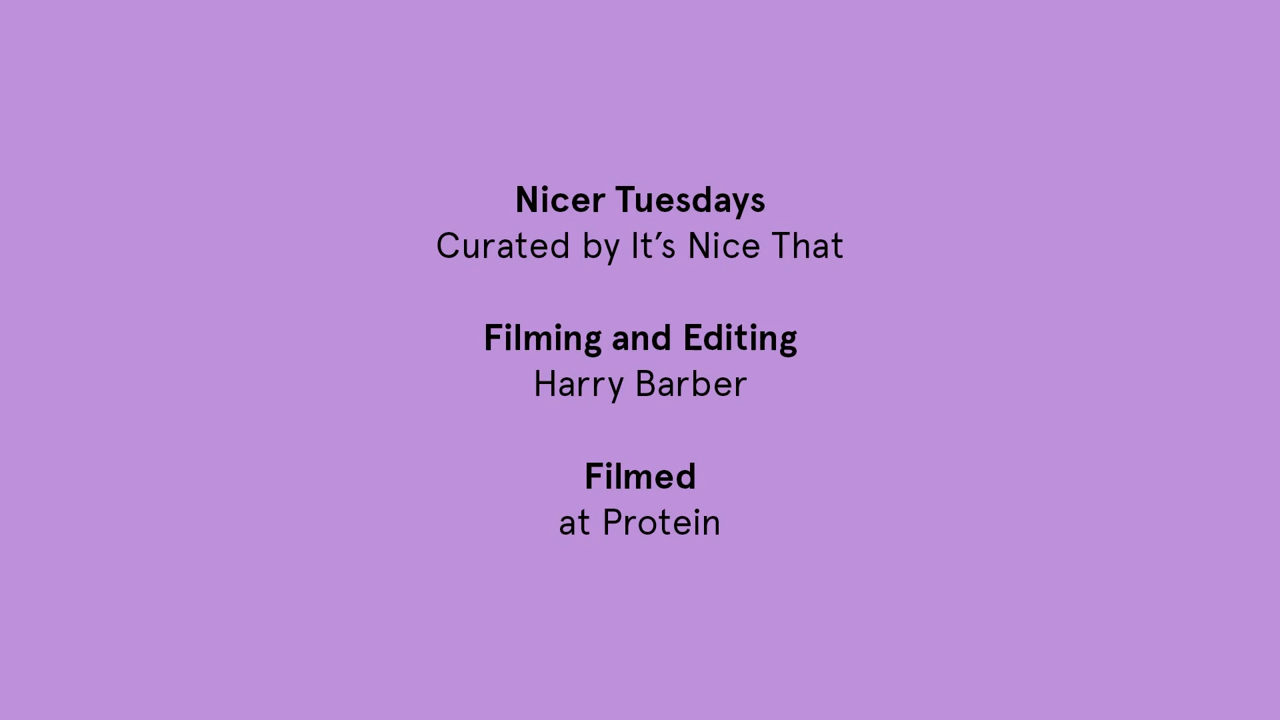 Nicer Tuesdays
Curated by It’s Nice That
Filming and Editing
Harry Barber
Filmed
at Protein